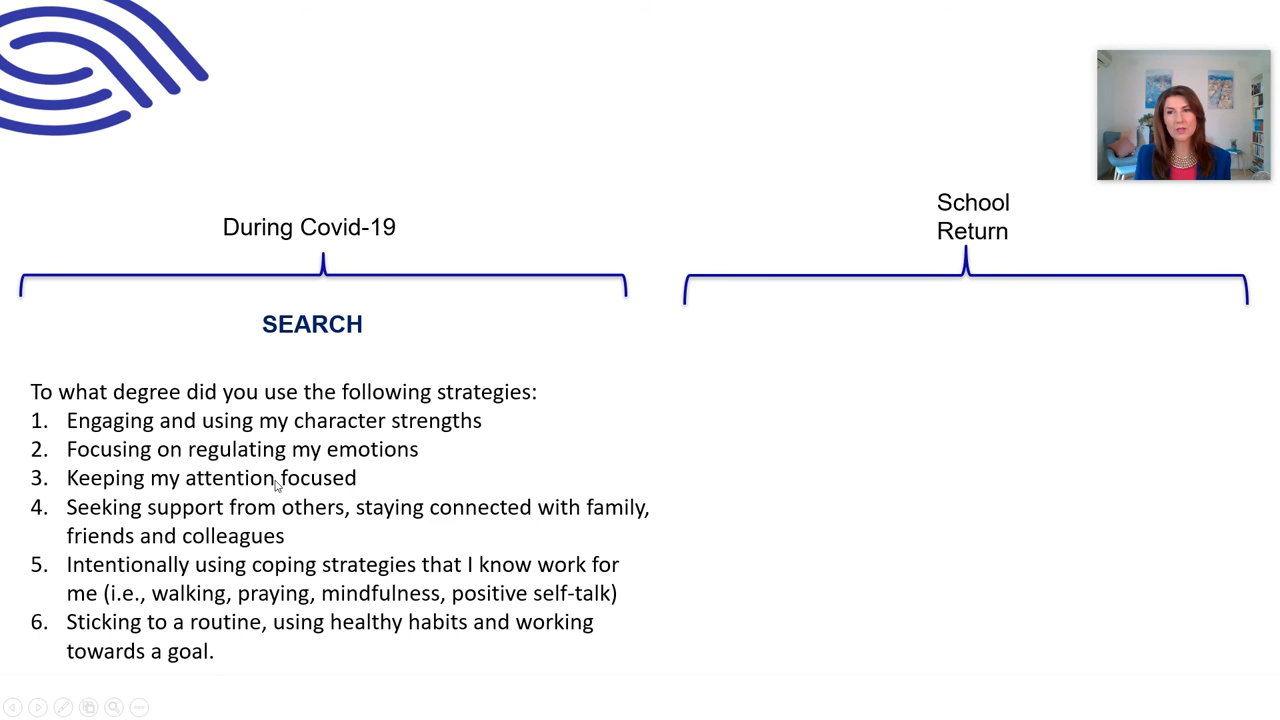 During Covid-19
School
Return
SEARCH
To what degree did you use the following strategies:
1. Engaging and using my character strengths
2. Focusing on regulating my emotions
3. Keeping my attention focused
4. Seeking support from others, staying connected with family,
friends and colleagues
5. Intentionally using coping strategies that I know work for
me (i.e., walking, praying, mindfulness, positive self-talk)
6. Sticking to a routine, using healthy habits and working
towards a goal.